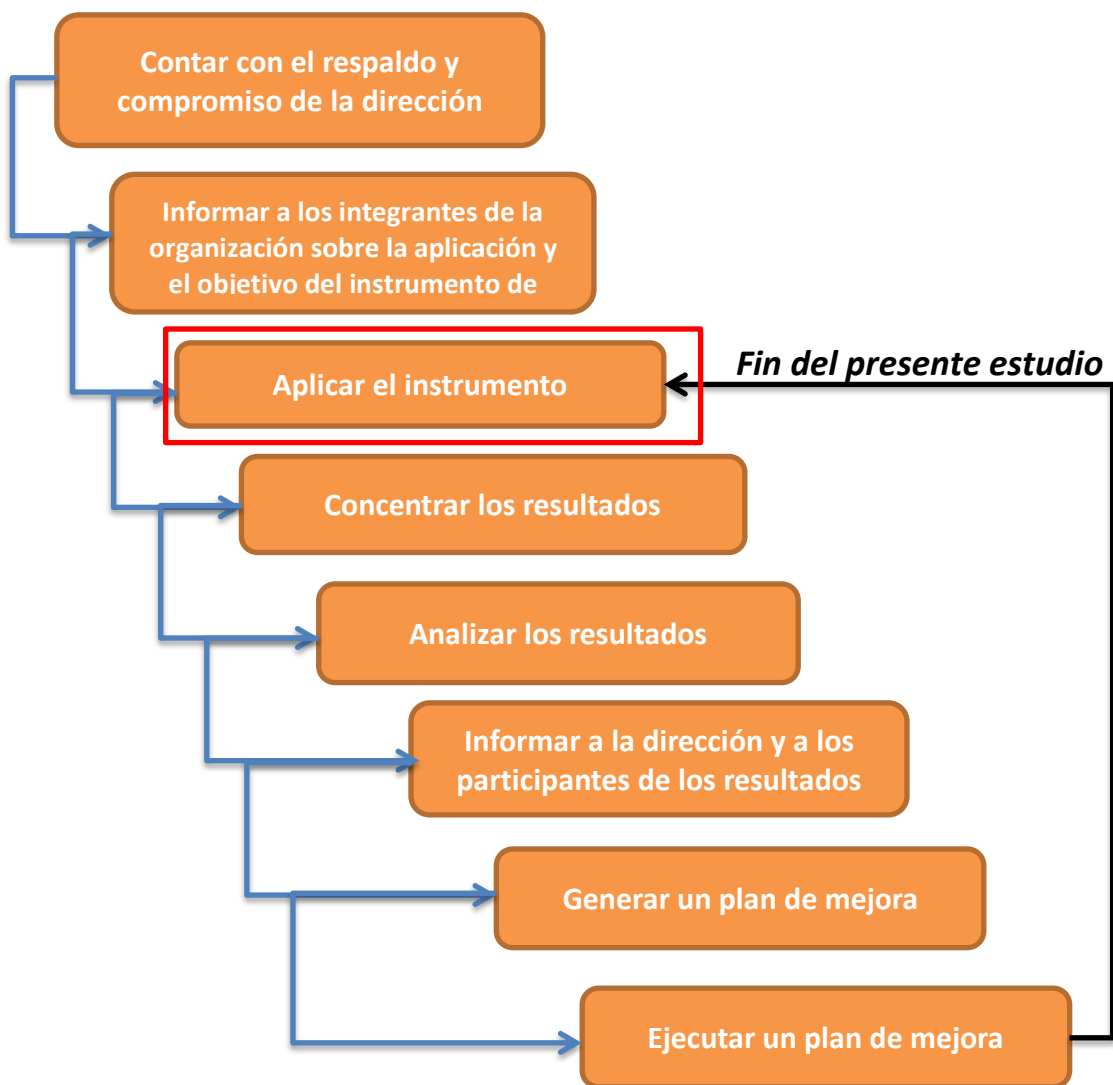 Contar con el respaldo y
compromiso de la dirección
Informar a los integrantes de la
organización sobre la aplicación y
el objetivo del instrumento de
Aplicar el instrumento
Fin del presente estudio
Concentrar los resultados
Analizar los resultados
Informar a la dirección y a los
participantes de los resultados
Generar un plan de mejora
Ejecutar un plan de mejora